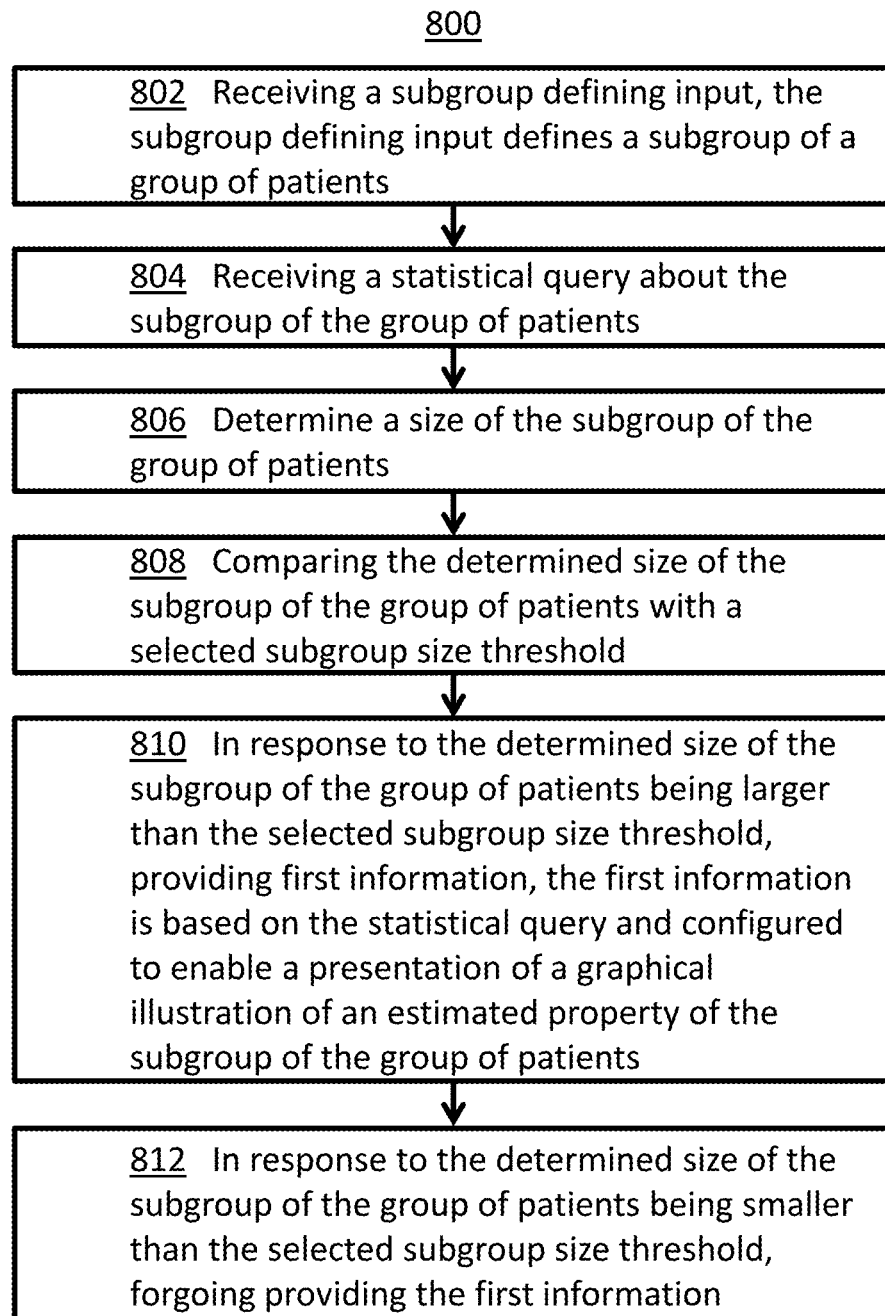 800
802 Receiving a subgroup defining input, the
subgroup defining input defines a subgroup of a
group of patients
804 Receiving a statistical query about the
subgroup of the group of patients
806 Determine a size of the subgroup of the
group of patients
808 Comparing the determined size of the
subgroup of the group of patients with a
selected subgroup size threshold
810 In response to the determined size of the
subgroup of the group of patients being larger
than the selected subgroup size threshold,
providing first information, the first information
is based on the statistical query and configured
to enable a presentation of a graphical
illustration of an estimated property of the
subgroup of the group of patients
812 In response to the determined size of the
subgroup of the group of patients being smaller
than the selected subgroup size threshold,
forgoing providing the first information